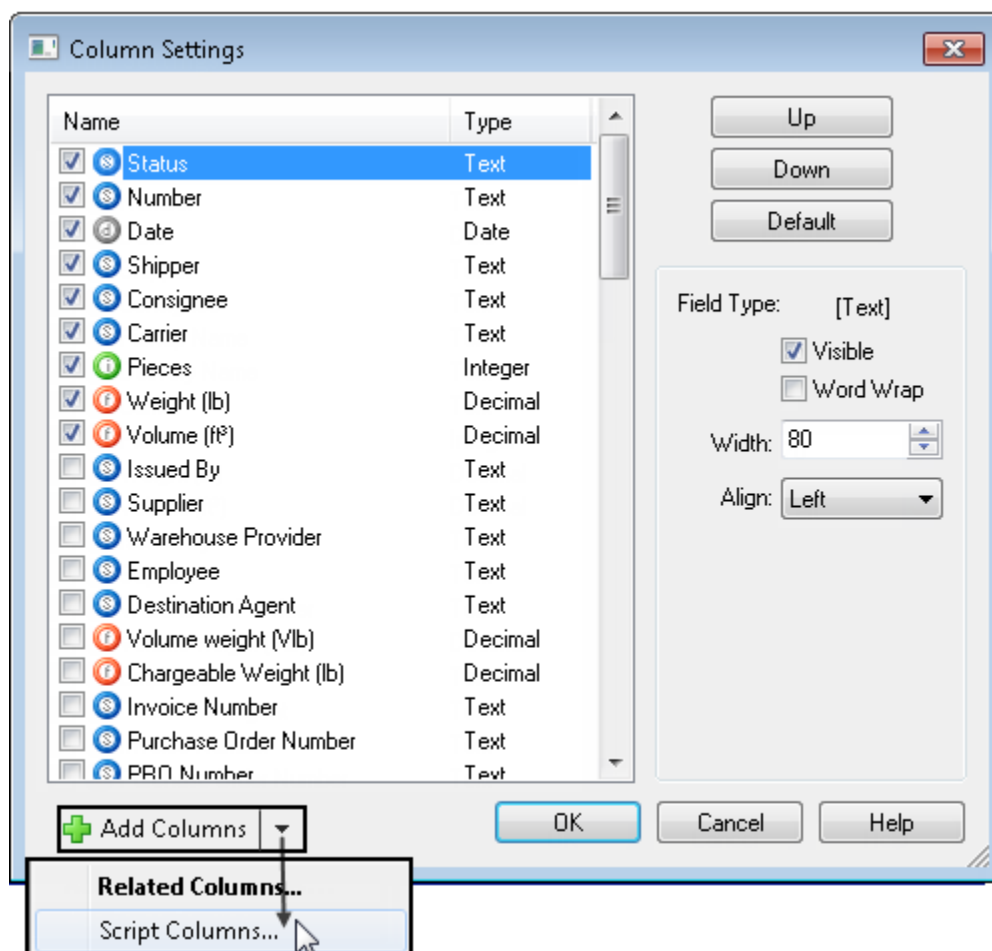 Column Settings
Name Type
Status Text
Number Text
Date Date
Shipper Text
Consignee Text
Carrier Text
Pieces Integer
Weight (lb) Decimal
Volume (ft³) Decimal
Issued By Text
Supplier Text
Warehouse Provider Text
Employee Text
Destination Agent Text
Volume weight (Vlb) Decimal
Chargeable Weight (lb) Decimal
Invoice Number Text
Purchase Order Number Text
PRO Number Text
Up
Down
Default
Field Type: [Text]
Visible
Word Wrap
Width: 80
Align: Left
Add Columns
OK Cancel Help
Related Columns...
Script Columns...